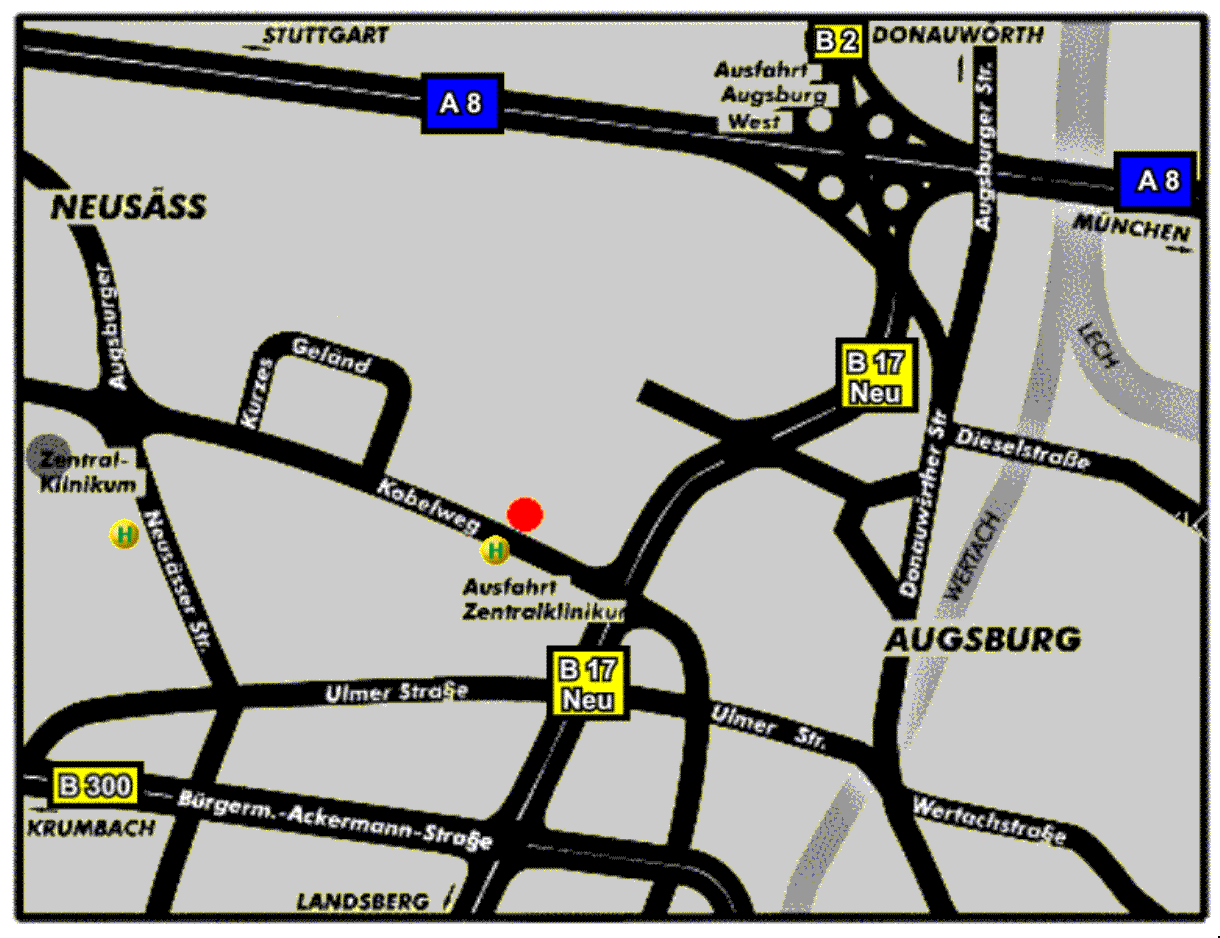 STUTTGART
B 2
DONAUWÖRTH
Ausfahrt
Augsburg
West
A 8
Augsburger Str.
A 8
MÜNCHEN
NEUSÄSS
Augsburger
LECH
Kurzes
Geländ
B 17
Neu
Donauwörther Str
Dieselstraße
Zentral-
Klinikum
Kobelweg
H
H
Neusässer Str.
WERTACH
Ausfahrt
Zentralklinikur
AUGSBURG
B 17
Neu
Ulmer Straße
Ulmer Str.
B 300
KRUMBACH
Bürgerm.-Ackermann-Straße
Wertachstraße
LANDSBERG